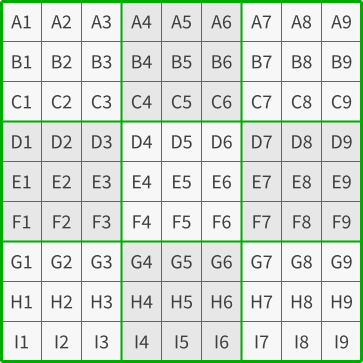 A1 A2 A3 A4 A5 A6 A7 A8 A9
B1 B2 B3 B4 B5 B6 B7 B8 B9
C1 C2 C3 C4 C5 C6 C7 C8 C9
D1 D2 D3 D4 D5 D6 D7 D8 D9
E1 E2 E3 E4 E5 E6 E7 E8 E9
F1 F2 F3 F4 F5 F6 F7 F8 F9
G1 G2 G3 G4 G5 G6 G7 G8 G9
H1 H2 H3 H4 H5 H6 H7 H8 H9
I1 I2 I3 I4 I5 I6 I7 I8 I9